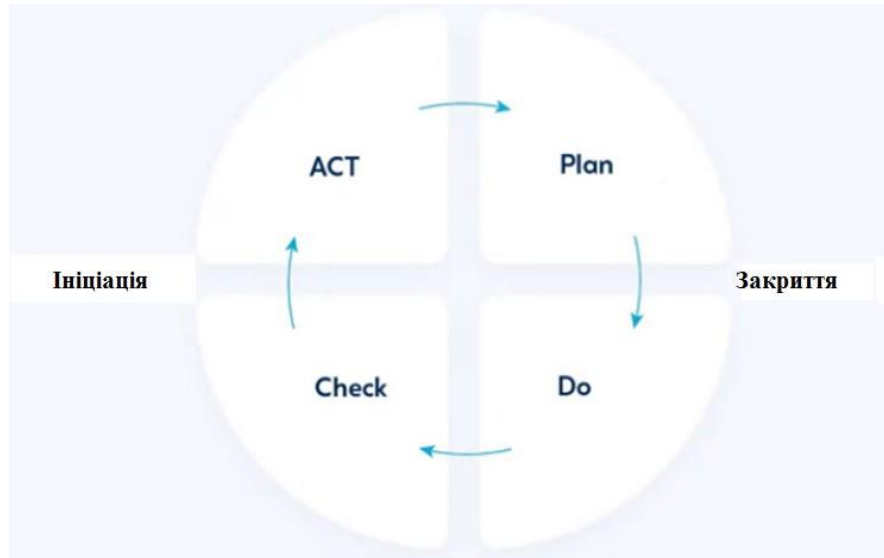 ACT
Plan
Ініціація
Закриття
Check
Do